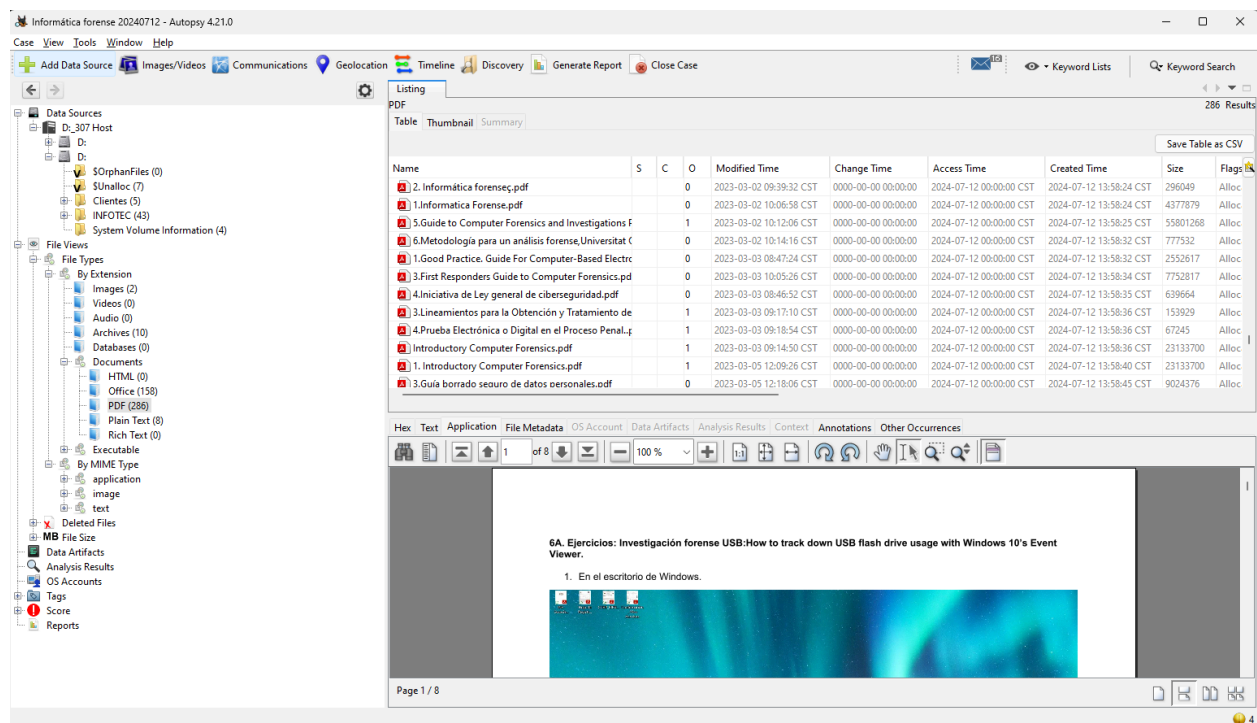 Informática forense 20240712 - Autopsy 4.21.0
Case View Tools Window Help
Add Data Source Images/Videos Communications Geolocation Timeline Discovery Generate Report Close Case Keyword Lists Keyword Search
Listing
PDF 286 Results
Table Thumbnail Summary
Save Table as CSV
Name S C O Modified Time Change Time Access Time Created Time Size Flags
2. Informática forenseç.pdf 0 2023-03-02 09:39:32 CST 0000-00-00 00:00:00 2024-07-12 00:00:00 CST 2024-07-12 13:58:24 CST 296049 Alloc
1.Informatica Forense.pdf 0 2023-03-02 10:06:58 CST 0000-00-00 00:00:00 2024-07-12 00:00:00 CST 2024-07-12 13:58:24 CST 4377879 Alloc
5.Guide to Computer Forensics and Investigations F 1 2023-03-02 10:12:06 CST 0000-00-00 00:00:00 2024-07-12 00:00:00 CST 2024-07-12 13:58:25 CST 55801268 Alloc
6.Metodología para un análisis forense,Universitat 0 2023-03-02 10:14:16 CST 0000-00-00 00:00:00 2024-07-12 00:00:00 CST 2024-07-12 13:58:32 CST 777532 Alloc
1.Good Practice. Guide For Computer-Based Electro 0 2023-03-03 08:47:24 CST 0000-00-00 00:00:00 2024-07-12 00:00:00 CST 2024-07-12 13:58:32 CST 2552617 Alloc
3.First Responders Guide to Computer Forensics.pd 0 2023-03-03 10:05:26 CST 0000-00-00 00:00:00 2024-07-12 00:00:00 CST 2024-07-12 13:58:34 CST 7752817 Alloc
4.Iniciativa de Ley general de ciberseguridad.pdf 0 2023-03-03 08:46:52 CST 0000-00-00 00:00:00 2024-07-12 00:00:00 CST 2024-07-12 13:58:35 CST 639664 Alloc
3.Lineamientos para la Obtención y Tratamiento de 1 2023-03-03 09:17:10 CST 0000-00-00 00:00:00 2024-07-12 00:00:00 CST 2024-07-12 13:58:36 CST 153929 Alloc
4.Prueba Electrónica o Digital en el Proceso Penal..p 1 2023-03-03 09:18:54 CST 0000-00-00 00:00:00 2024-07-12 00:00:00 CST 2024-07-12 13:58:36 CST 67245 Alloc
Introductory Computer Forensics.pdf 1 2023-03-03 09:14:50 CST 0000-00-00 00:00:00 2024-07-12 00:00:00 CST 2024-07-12 13:58:36 CST 23133700 Alloc
1. Introductory Computer Forensics.pdf 1 2023-03-05 12:09:26 CST 0000-00-00 00:00:00 2024-07-12 00:00:00 CST 2024-07-12 13:58:40 CST 23133700 Alloc
3.Guía borrado seguro de datos personales.pdf 0 2023-03-05 12:18:06 CST 0000-00-00 00:00:00 2024-07-12 00:00:00 CST 2024-07-12 13:58:45 CST 9024376 Alloc
Data Sources
D:_307 Host
D:
D:
$OrphanFiles (0)
$Unalloc (7)
Clientes (5)
INFOTEC (43)
System Volume Information (4)
File Views
File Types
By Extension
Images (2)
Videos (0)
Audio (0)
Archives (10)
Databases (0)
Documents
HTML (0)
Office (158)
PDF (286)
Plain Text (8)
Rich Text (0)
Executable
By MIME Type
application
image
text
Deleted Files
MB File Size
Data Artifacts
Analysis Results
OS Accounts
Tags
Score
Reports
Hex Text Application File Metadata OS Account Data Artifacts Analysis Results Context Annotations Other Occurrences
1 of 8 100 % 1:1
6A. Ejercicios: Investigación forense USB:How to track down USB flash drive usage with Windows 10's Event
Viewer.
1. En el escritorio de Windows.
Page 1 / 8
4